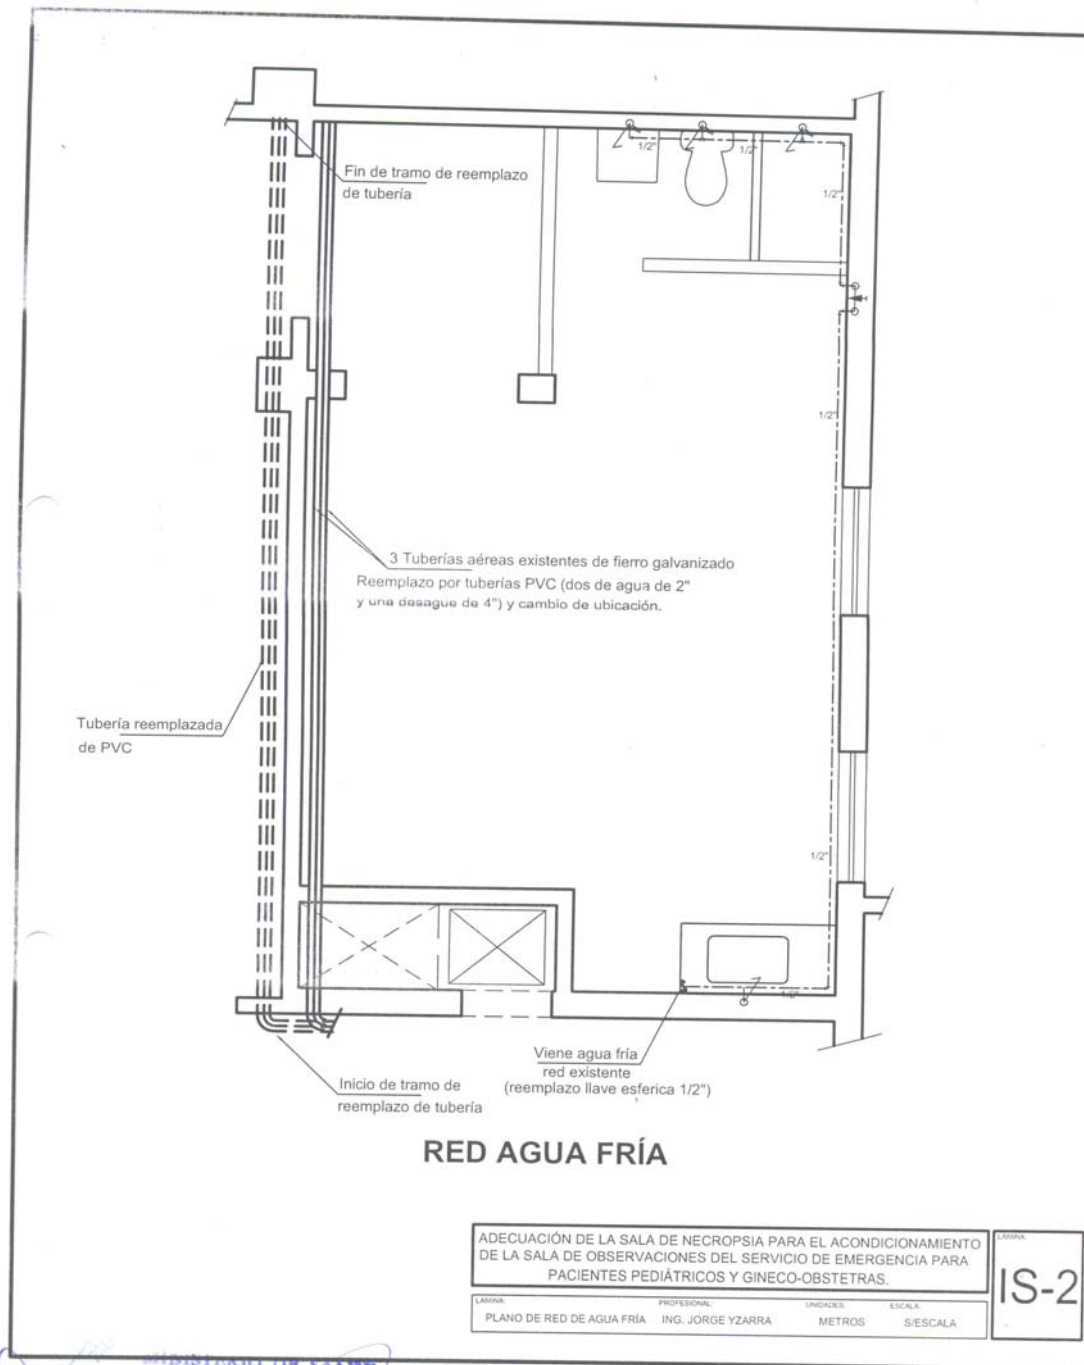 1/2"
1/2"
1/2"
Fin de tramo de reemplazo
de tubería
1/2"
3 Tuberías aéreas existentes de fierro galvanizado
Reemplazo por tuberías PVC (dos de agua de 2"
y una desague de 4") y cambio de ubicación.
Tubería reemplazada
de PVC
1/2"
1/2"
Viene agua fría
red existente
(reemplazo llave esferica 1/2")
Inicio de tramo de
reemplazo de tubería
RED AGUA FRÍA
ADECUACIÓN DE LA SALA DE NECROPSIA PARA EL ACONDICIONAMIENTO
DE LA SALA DE OBSERVACIONES DEL SERVICIO DE EMERGENCIA PARA
PACIENTES PEDIÁTRICOS Y GINECO-OBSTETRAS.
LAMINA:
IS-2
LAMINA: PROFESIONAL: UNIDADES: ESCALA:
PLANO DE RED DE AGUA FRÍA ING. JORGE YZARRA METROS S/ESCALA